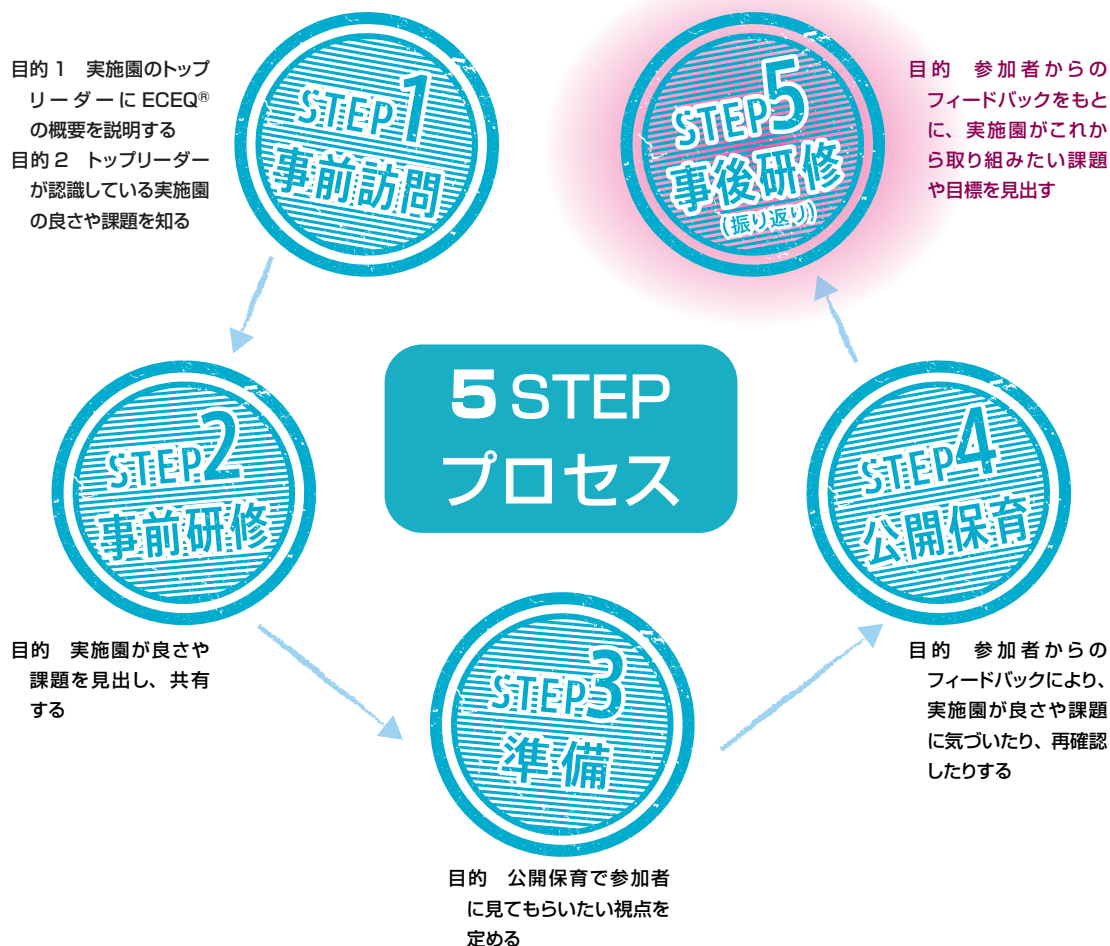 目的 1　実施園のトップ
リーダーに ECEQ®
の概要を説明する
目的 2　トップリーダー
が認識している実施園
の良さや課題を知る
STEP1
事前訪問
STEP5
事後研修
(振り返り)
目的　参加者からの
フィードバックをもと
に、実施園がこれか
ら取り組みたい課題
や目標を見出す
5 STEP
プロセス
STEP2
事前研修
目的　実施園が良さや
課題を見出し、共有
する
STEP3
準備
目的　公開保育で参加者
に見てもらいたい視点を
定める
STEP4
公開保育
目的　参加者からの
フィードバックにより、
実施園が良さや課題
に気づいたり、再確認
したりする